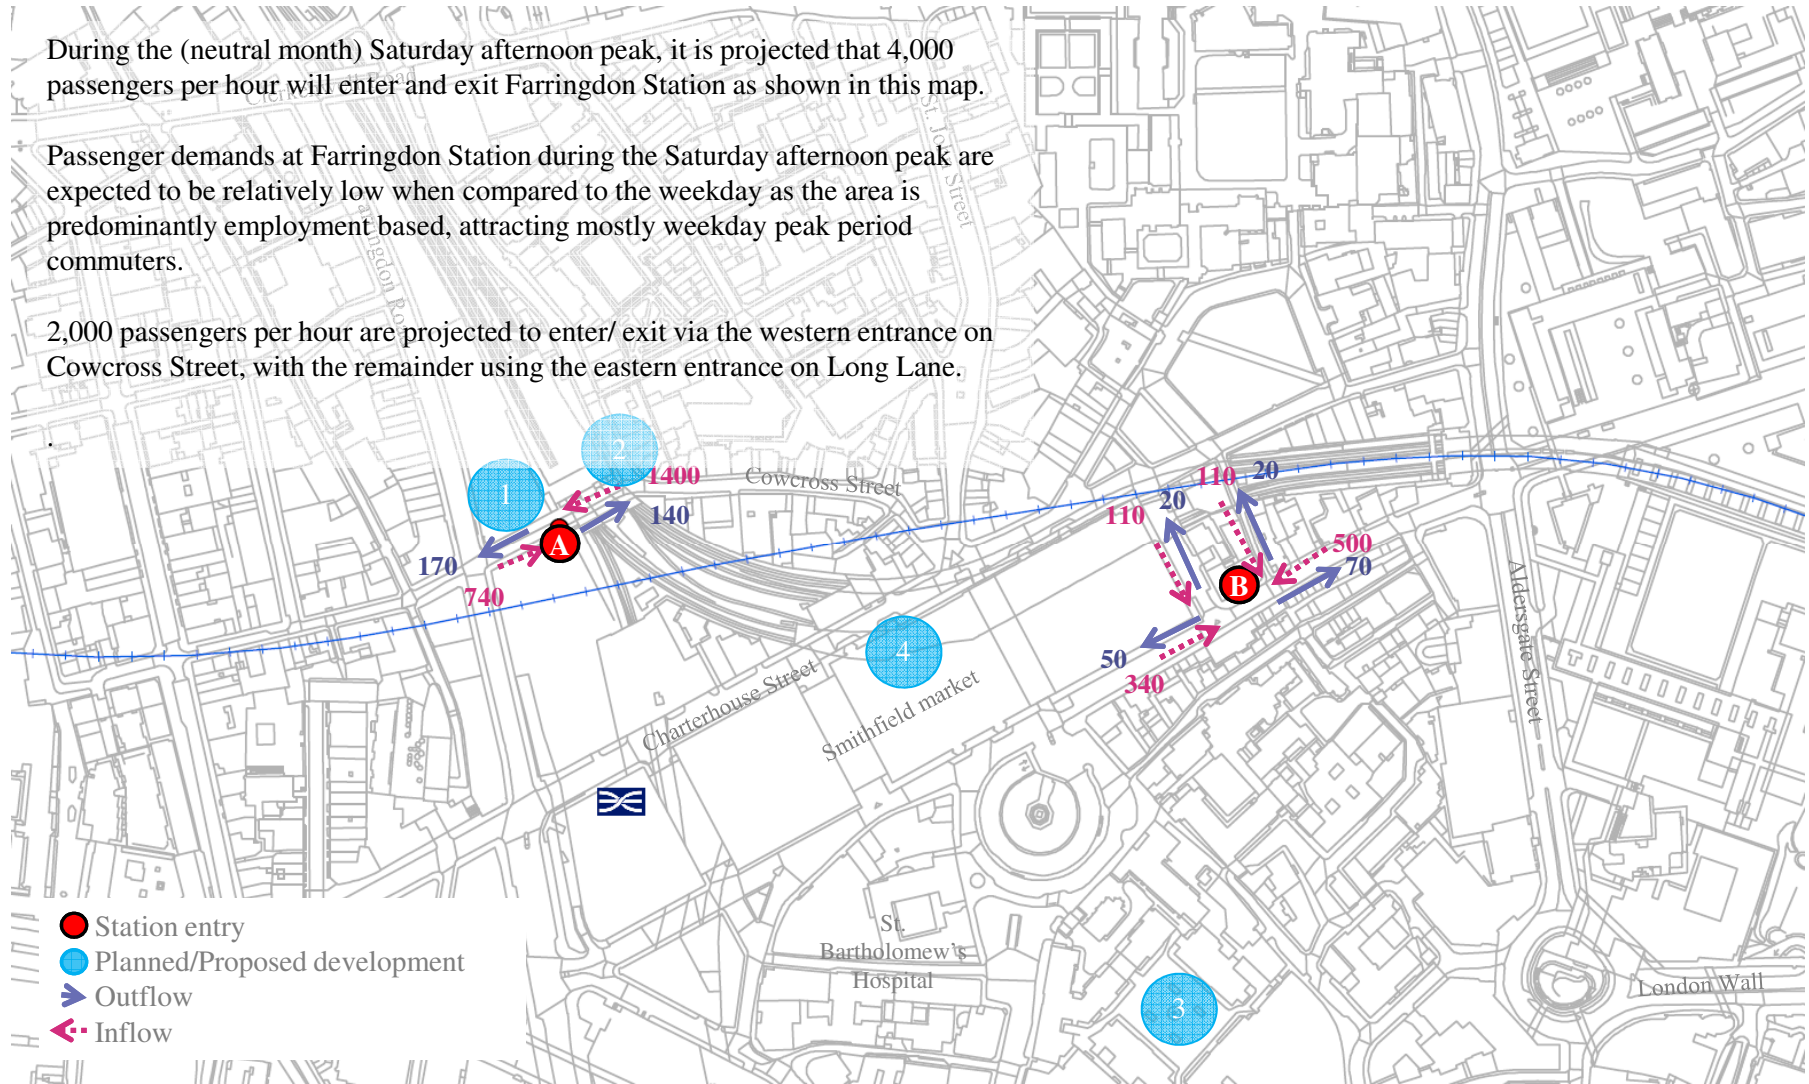 During the (neutral month) Saturday afternoon peak, it is projected that 4,000
passengers per hour will enter and exit Farringdon Station as shown in this map.
Passenger demands at Farringdon Station during the Saturday afternoon peak are
expected to be relatively low when compared to the weekday as the area is
predominantly employment based, attracting mostly weekday peak period
commuters.
2,000 passengers per hour are projected to enter/ exit via the western entrance on
Cowcross Street, with the remainder using the eastern entrance on Long Lane.
.
St. John Street
2
1
1400
Cowcross Street
140
A
170
740
110
20
20
110
500
70
B
50
340
Aldersgate Street
4
Charterhouse Street
Smithfield market
St.
Bartholomew's
Hospital
3
London Wall
Station entry
Planned/Proposed development
Outflow
Inflow